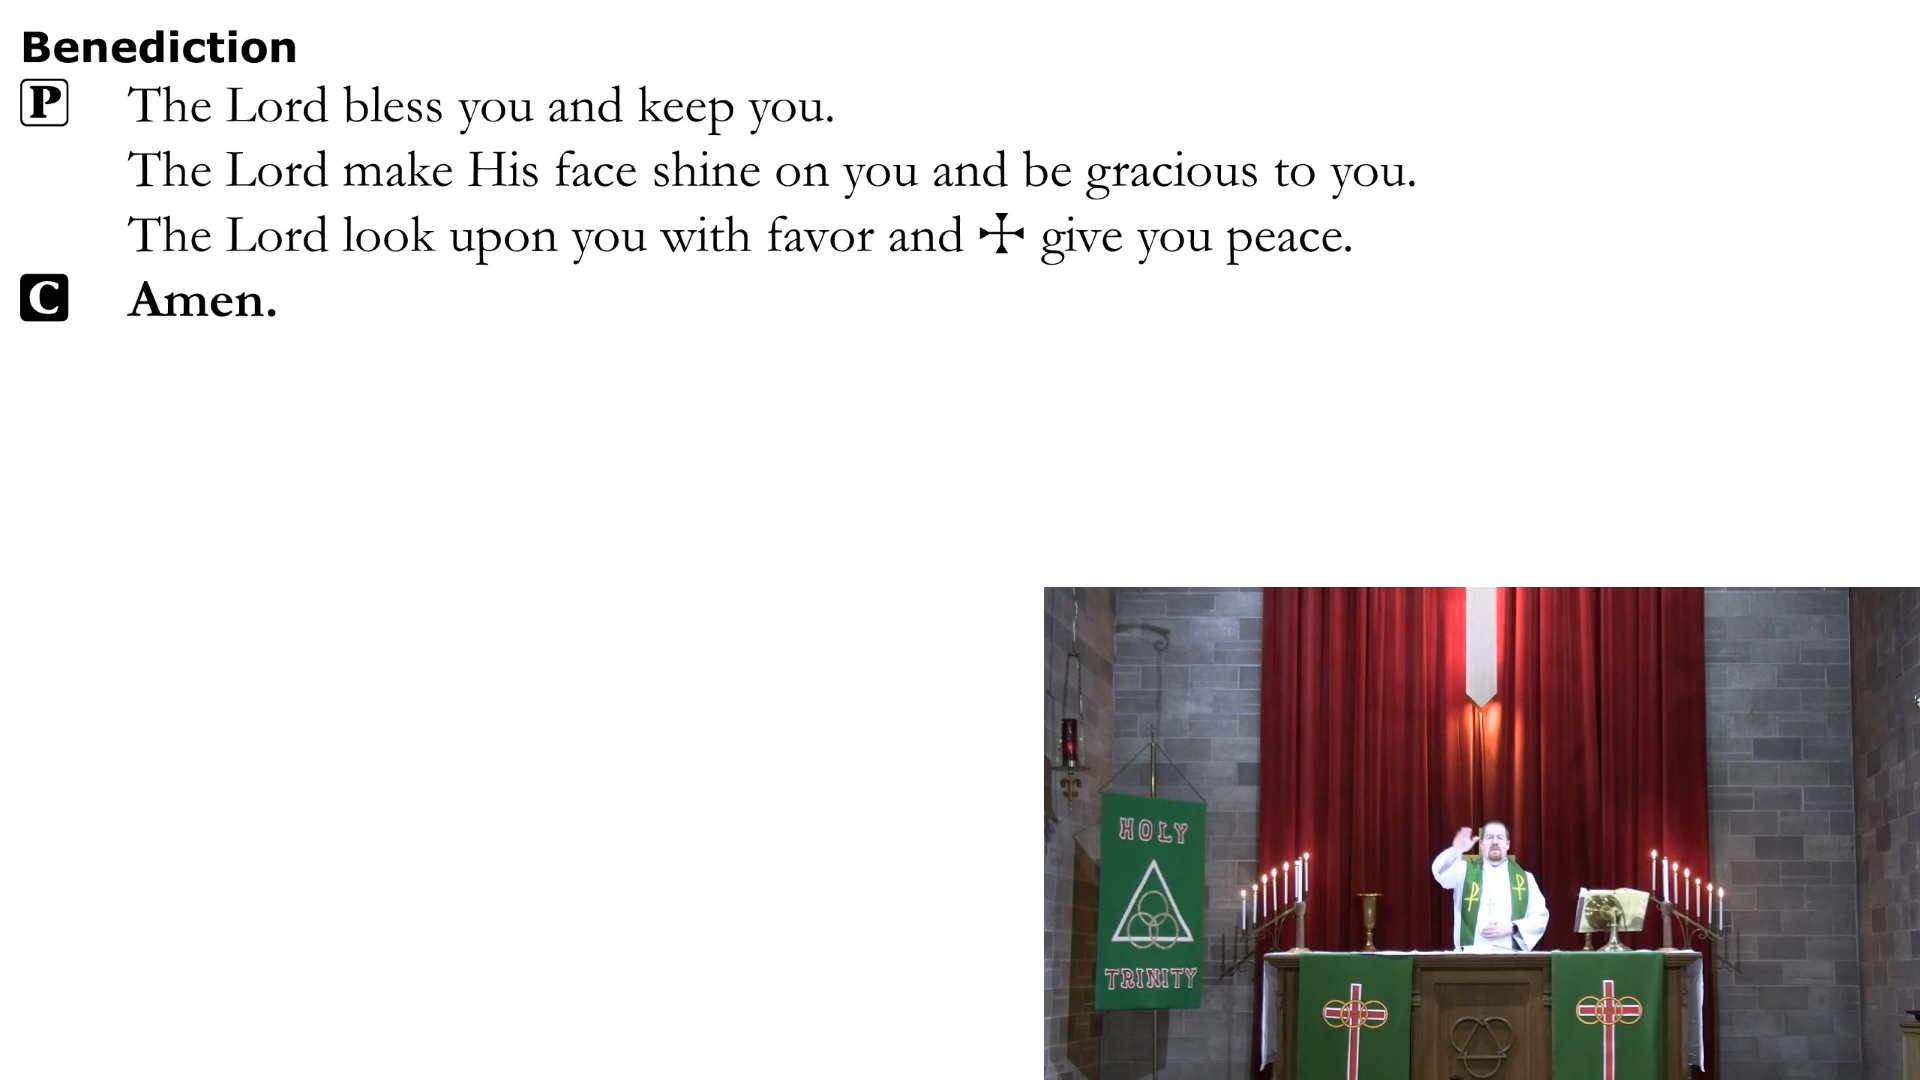 Benediction
P The Lord bless you and keep you.
The Lord make His face shine on you and be gracious to you.
The Lord look upon you with favor and ☩ give you peace.
C Amen.
HOLY
TRINITY